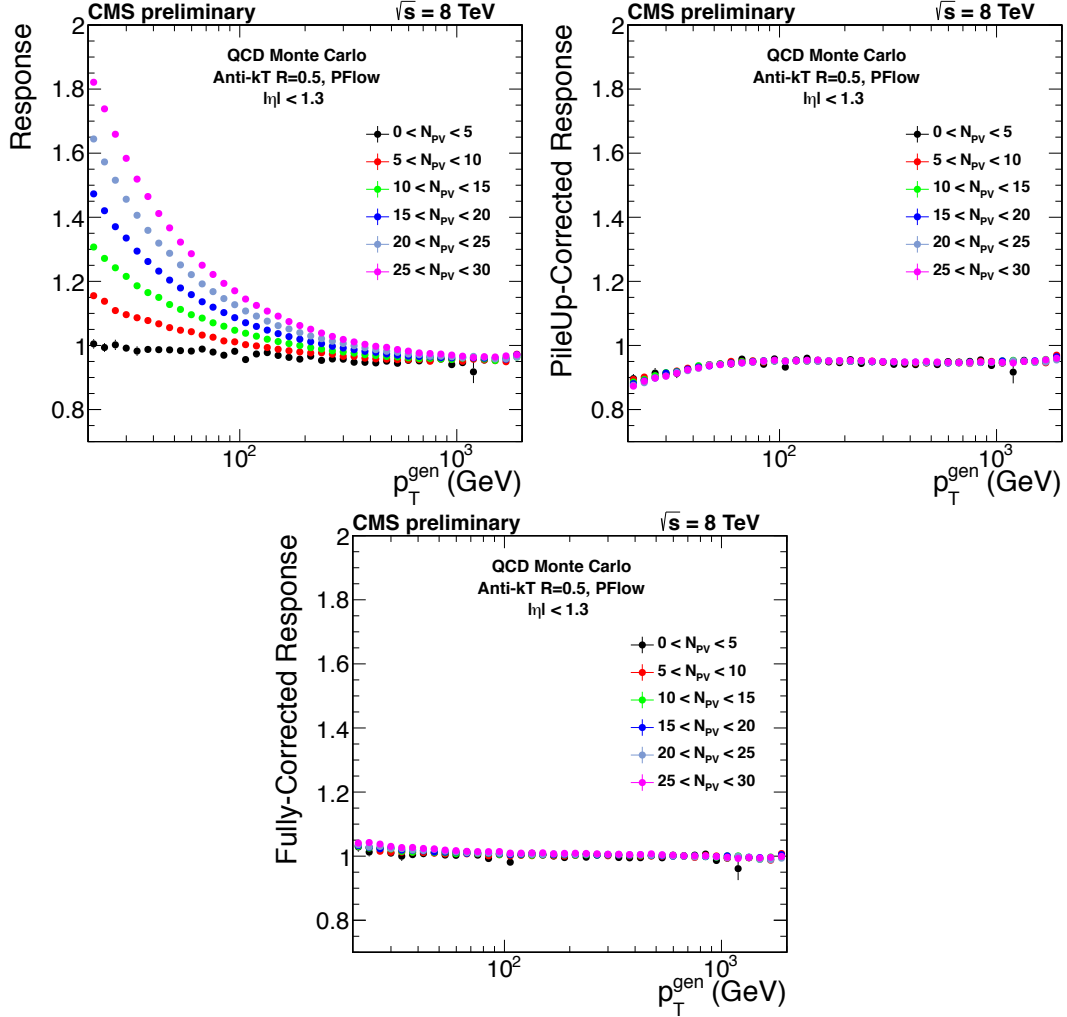 CMS preliminary √s = 8 TeV
QCD Monte Carlo
Anti-kT R=0.5, PFlow
|η| < 1.3
0 < N_PV < 5
5 < N_PV < 10
10 < N_PV < 15
15 < N_PV < 20
20 < N_PV < 25
25 < N_PV < 30
Response
2
1.8
1.6
1.4
1.2
1
0.8
10^2 10^3
p_T^gen (GeV)
CMS preliminary √s = 8 TeV
QCD Monte Carlo
Anti-kT R=0.5, PFlow
|η| < 1.3
0 < N_PV < 5
5 < N_PV < 10
10 < N_PV < 15
15 < N_PV < 20
20 < N_PV < 25
25 < N_PV < 30
PileUp-Corrected Response
2
1.8
1.6
1.4
1.2
1
0.8
10^2 10^3
p_T^gen (GeV)
CMS preliminary √s = 8 TeV
QCD Monte Carlo
Anti-kT R=0.5, PFlow
|η| < 1.3
0 < N_PV < 5
5 < N_PV < 10
10 < N_PV < 15
15 < N_PV < 20
20 < N_PV < 25
25 < N_PV < 30
Fully-Corrected Response
2
1.8
1.6
1.4
1.2
1
0.8
10^2 10^3
p_T^gen (GeV)